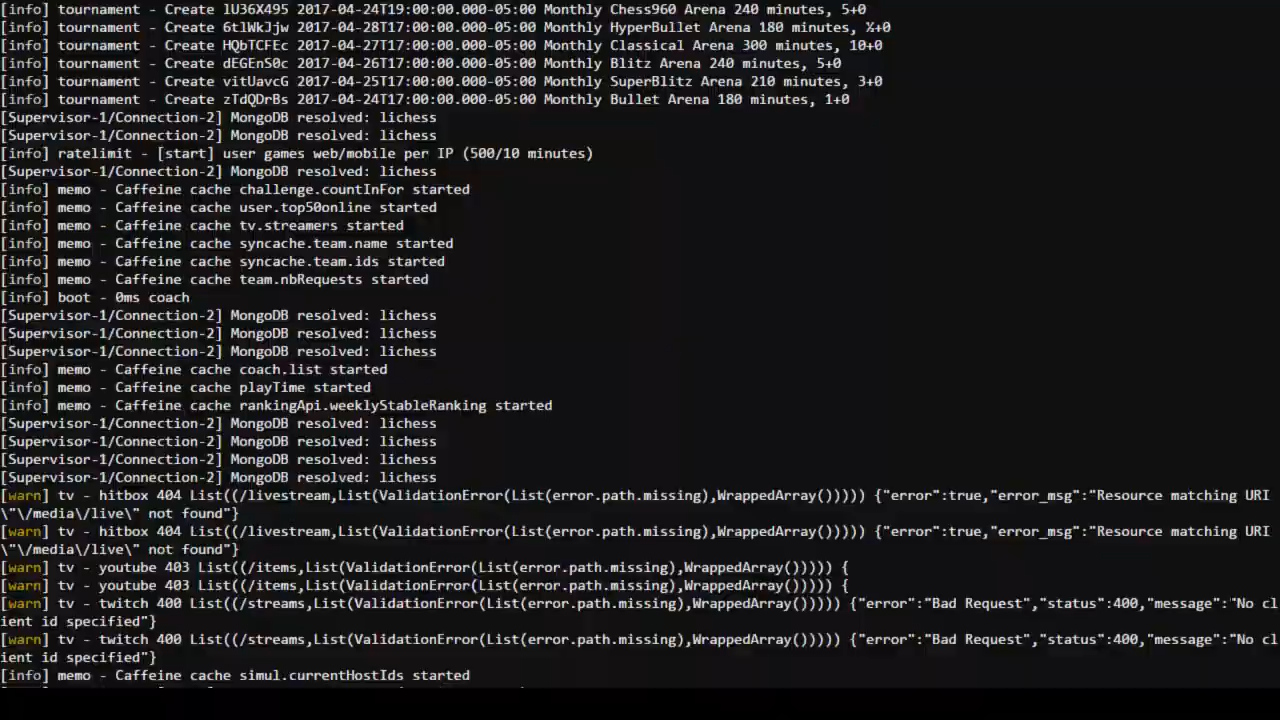 [info] tournament - Create lU36X495 2017-04-24T19:00:00.000-05:00 Monthly Chess960 Arena 240 minutes, 5+0
[info] tournament - Create 6tlWkJjw 2017-04-28T17:00:00.000-05:00 Monthly HyperBullet Arena 180 minutes, ½+0
[info] tournament - Create HQbTCFEc 2017-04-27T17:00:00.000-05:00 Monthly Classical Arena 300 minutes, 10+0
[info] tournament - Create dEGEnS0c 2017-04-26T17:00:00.000-05:00 Monthly Blitz Arena 240 minutes, 5+0
[info] tournament - Create vitUavcG 2017-04-25T17:00:00.000-05:00 Monthly SuperBlitz Arena 210 minutes, 3+0
[info] tournament - Create zTdQDrBs 2017-04-24T17:00:00.000-05:00 Monthly Bullet Arena 180 minutes, 1+0
[Supervisor-1/Connection-2] MongoDB resolved: lichess
[Supervisor-1/Connection-2] MongoDB resolved: lichess
[info] ratelimit - [start] user games web/mobile per IP (500/10 minutes)
[Supervisor-1/Connection-2] MongoDB resolved: lichess
[info] memo - Caffeine cache challenge.countInFor started
[info] memo - Caffeine cache user.top50online started
[info] memo - Caffeine cache tv.streamers started
[info] memo - Caffeine cache syncache.team.name started
[info] memo - Caffeine cache syncache.team.ids started
[info] memo - Caffeine cache team.nbRequests started
[info] boot - 0ms coach
[Supervisor-1/Connection-2] MongoDB resolved: lichess
[Supervisor-1/Connection-2] MongoDB resolved: lichess
[Supervisor-1/Connection-2] MongoDB resolved: lichess
[info] memo - Caffeine cache coach.list started
[info] memo - Caffeine cache playTime started
[info] memo - Caffeine cache rankingApi.weeklyStableRanking started
[Supervisor-1/Connection-2] MongoDB resolved: lichess
[Supervisor-1/Connection-2] MongoDB resolved: lichess
[Supervisor-1/Connection-2] MongoDB resolved: lichess
[Supervisor-1/Connection-2] MongoDB resolved: lichess
[warn] tv - hitbox 404 List((/livestream,List(ValidationError(List(error.path.missing),WrappedArray())))) {"error":true,"error_msg":"Resource matching URI
\"\/media\/live\" not found"}
[warn] tv - hitbox 404 List((/livestream,List(ValidationError(List(error.path.missing),WrappedArray())))) {"error":true,"error_msg":"Resource matching URI
\"\/media\/live\" not found"}
[warn] tv - youtube 403 List((/items,List(ValidationError(List(error.path.missing),WrappedArray())))) {
[warn] tv - youtube 403 List((/items,List(ValidationError(List(error.path.missing),WrappedArray())))) {
[warn] tv - twitch 400 List((/streams,List(ValidationError(List(error.path.missing),WrappedArray())))) {"error":"Bad Request","status":400,"message":"No cl
ient id specified"}
[warn] tv - twitch 400 List((/streams,List(ValidationError(List(error.path.missing),WrappedArray())))) {"error":"Bad Request","status":400,"message":"No cl
ient id specified"}
[info] memo - Caffeine cache simul.currentHostIds started